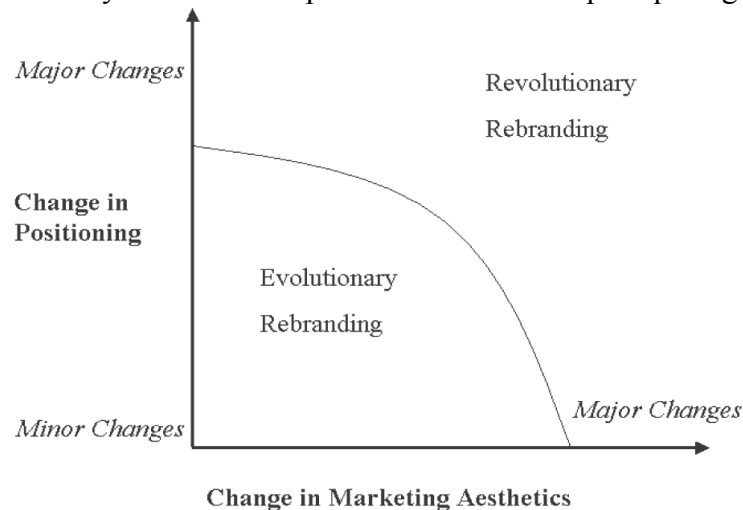 Major Changes
Revolutionary
Rebranding
Change in
Positioning
Evolutionary
Rebranding
Major Changes
Minor Changes
Change in Marketing Aesthetics